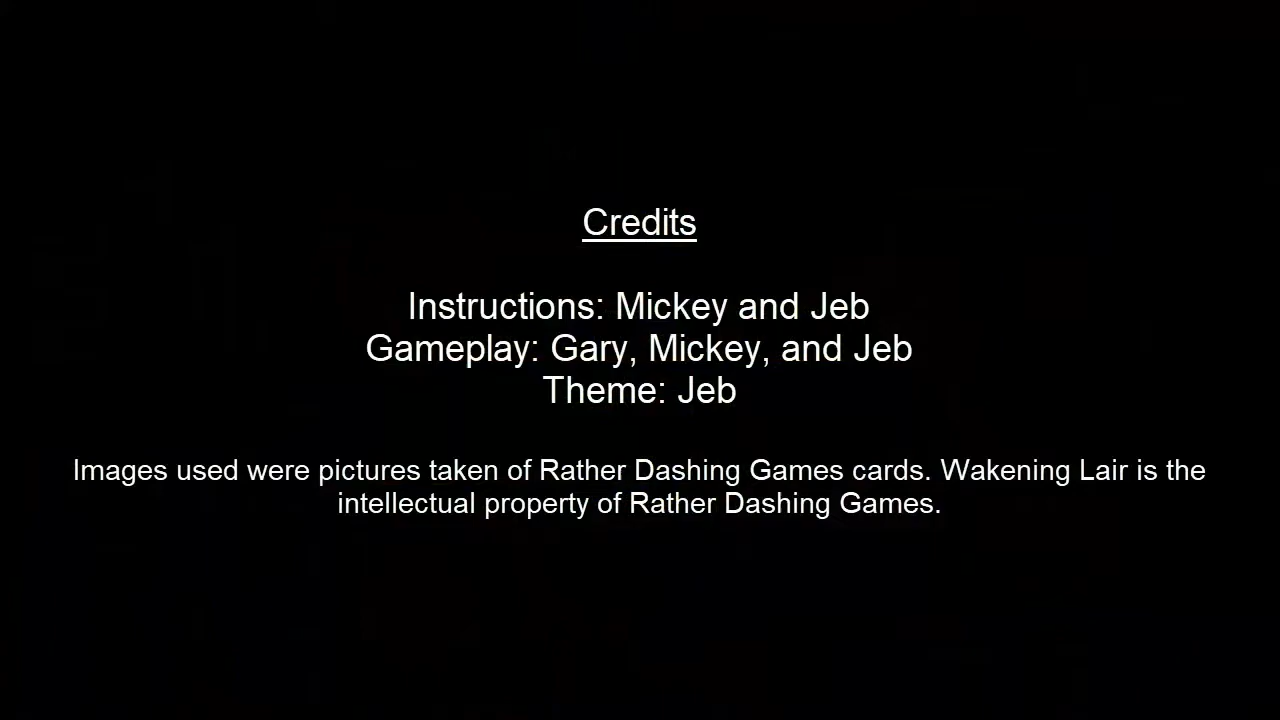 Credits
Instructions: Mickey and Jeb
Gameplay: Gary, Mickey, and Jeb
Theme: Jeb
Images used were pictures taken of Rather Dashing Games cards. Wakening Lair is the
intellectual property of Rather Dashing Games.